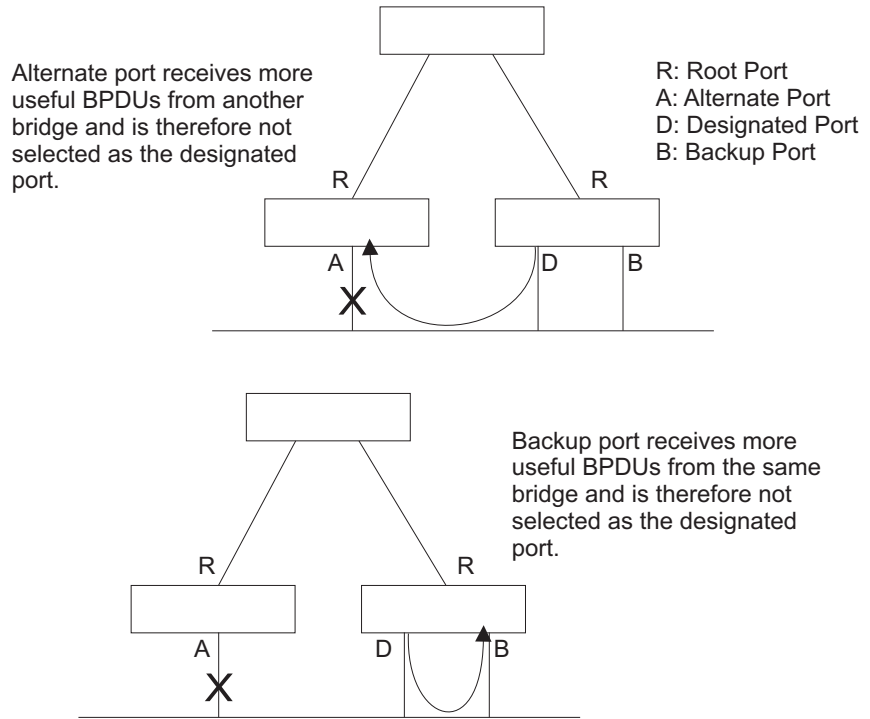 Alternate port receives more
useful BPDUs from another
bridge and is therefore not
selected as the designated
port.
R: Root Port
A: Alternate Port
D: Designated Port
B: Backup Port
R
R
A
D
B
X
Backup port receives more
useful BPDUs from the same
bridge and is therefore not
selected as the designated
port.
R
R
A
D
B
X